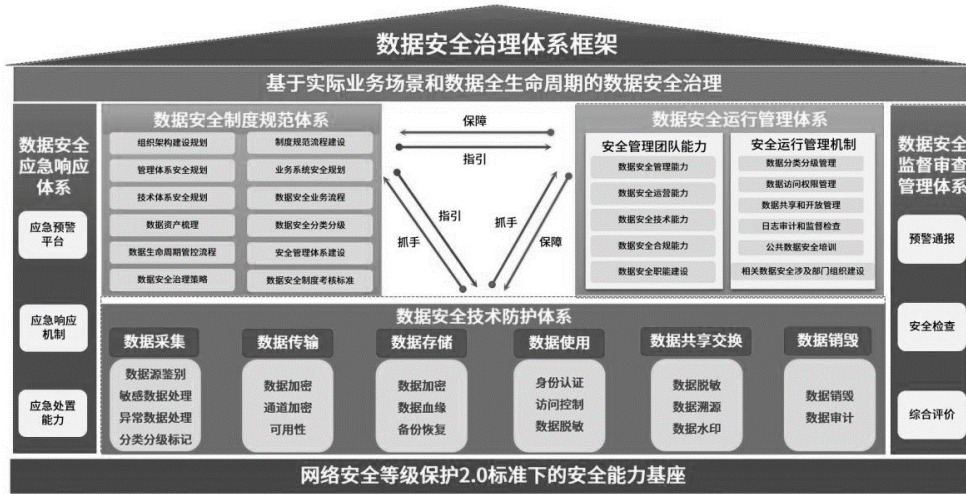 数据安全治理体系框架
基于实际业务场景和数据全生命周期的数据安全治理
数据安全
应急响应
体系
应急预警
平台
应急响应
机制
应急处置
能力
数据安全制度规范体系
组织架构建设规划
制度规范流程建设
管理体系安全规划
业务系统安全规划
技术体系安全规划
数据安全业务流程
数据资产梳理
数据安全分类分级
数据生命周期管控流程
安全管理体系建设
数据安全治理策略
数据安全制度考核标准
保障
指引
指引
抓手
抓手
保障
数据安全运行管理体系
安全管理团队能力
数据安全管理能力
数据安全运营能力
数据安全技术能力
数据安全合规能力
数据安全职能建设
安全运行管理机制
数据分类分级管理
数据访问权限管理
数据共享和开放管理
日志审计和监督检查
公共数据安全培训
相关数据安全涉及部门组织建设
数据安全
监督审查
管理体系
预警通报
安全检查
综合评价
数据安全技术防护体系
数据采集
数据源鉴别
敏感数据处理
异常数据处理
分类分级标记
数据传输
数据加密
通道加密
可用性
数据存储
数据加密
数据血缘
备份恢复
数据使用
身份认证
访问控制
数据脱敏
数据共享交换
数据脱敏
数据溯源
数据水印
数据销毁
数据销毁
数据审计
网络安全等级保护2.0标准下的安全能力基座